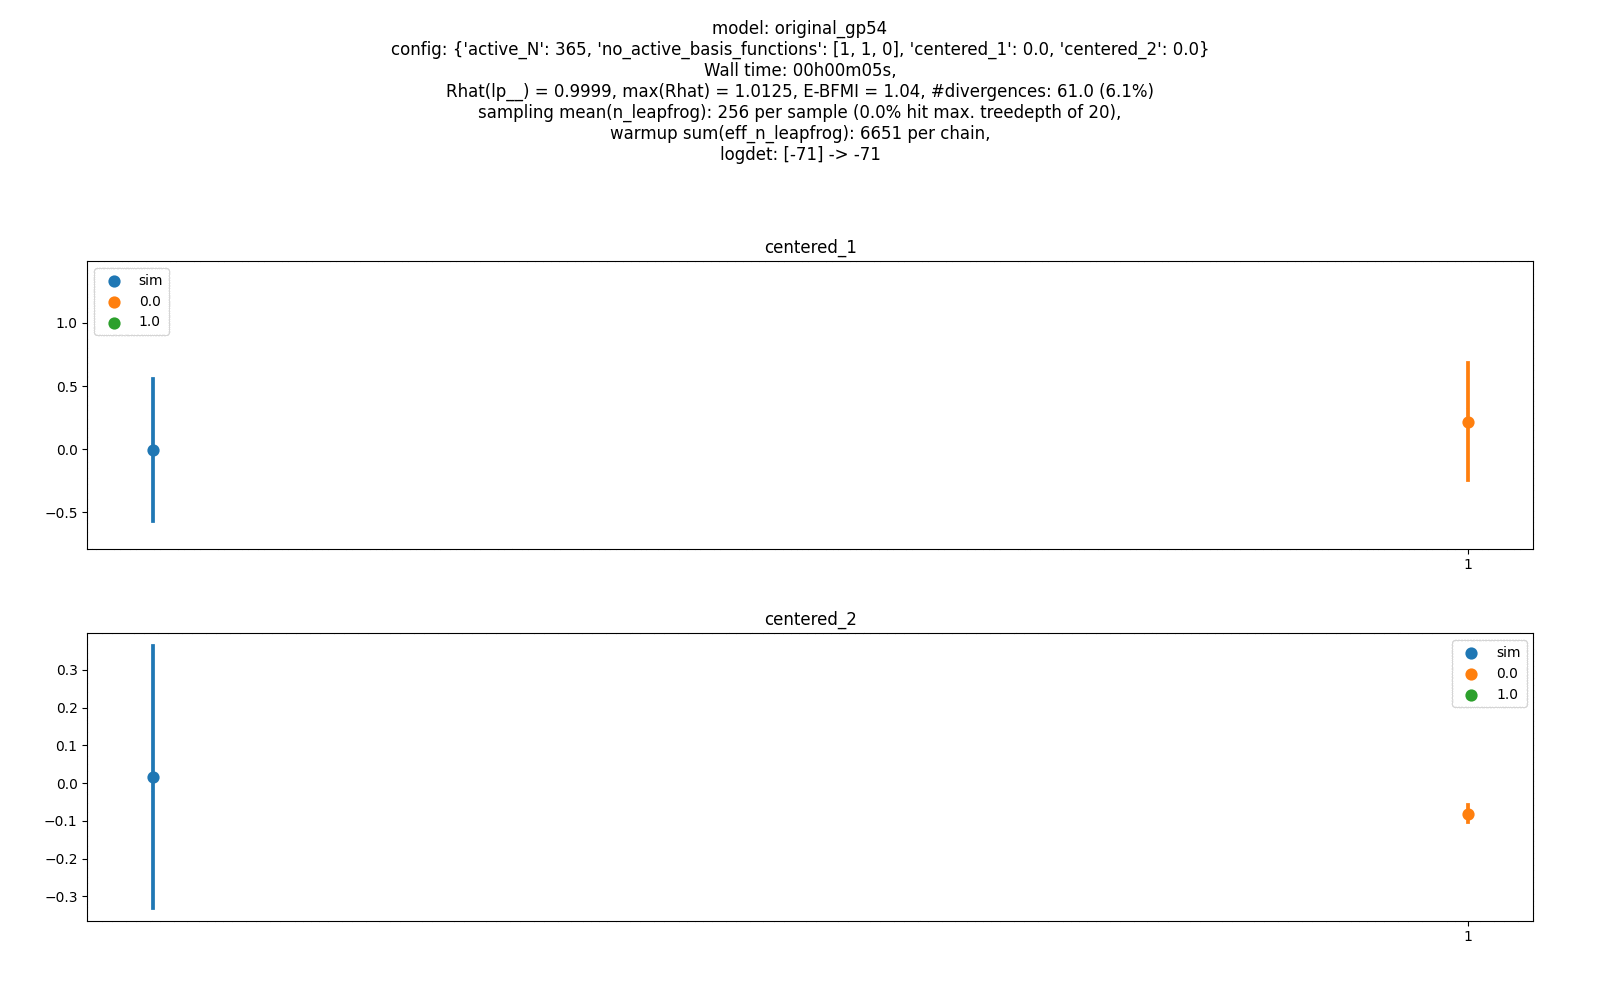 model: original_gp54
config: {'active_N': 365, 'no_active_basis_functions': [1, 1, 0], 'centered_1': 0.0, 'centered_2': 0.0}
Wall time: 00h00m05s,
Rhat(lp__) = 0.9999, max(Rhat) = 1.0125, E-BFMI = 1.04, #divergences: 61.0 (6.1%)
sampling mean(n_leapfrog): 256 per sample (0.0% hit max. treedepth of 20),
warmup sum(eff_n_leapfrog): 6651 per chain,
logdet: [-71] -> -71
centered_1
sim
0.0
1.0
1.0
0.5
0.0
−0.5
1
centered_2
sim
0.0
1.0
0.3
0.2
0.1
0.0
−0.1
−0.2
−0.3
1